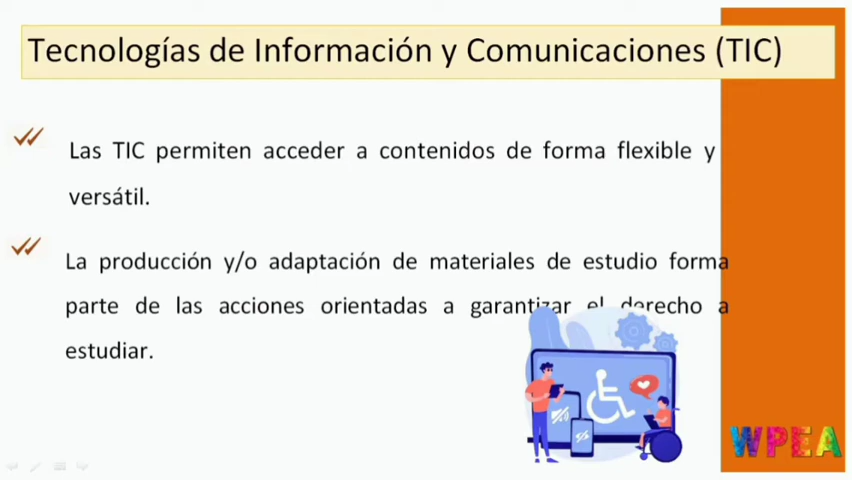 Tecnologías de Información y Comunicaciones (TIC)
Las TIC permiten acceder a contenidos de forma flexible y
versátil.
La producción y/o adaptación de materiales de estudio forma
parte de las acciones orientadas a garantizar el derecho a
estudiar.
WPEA